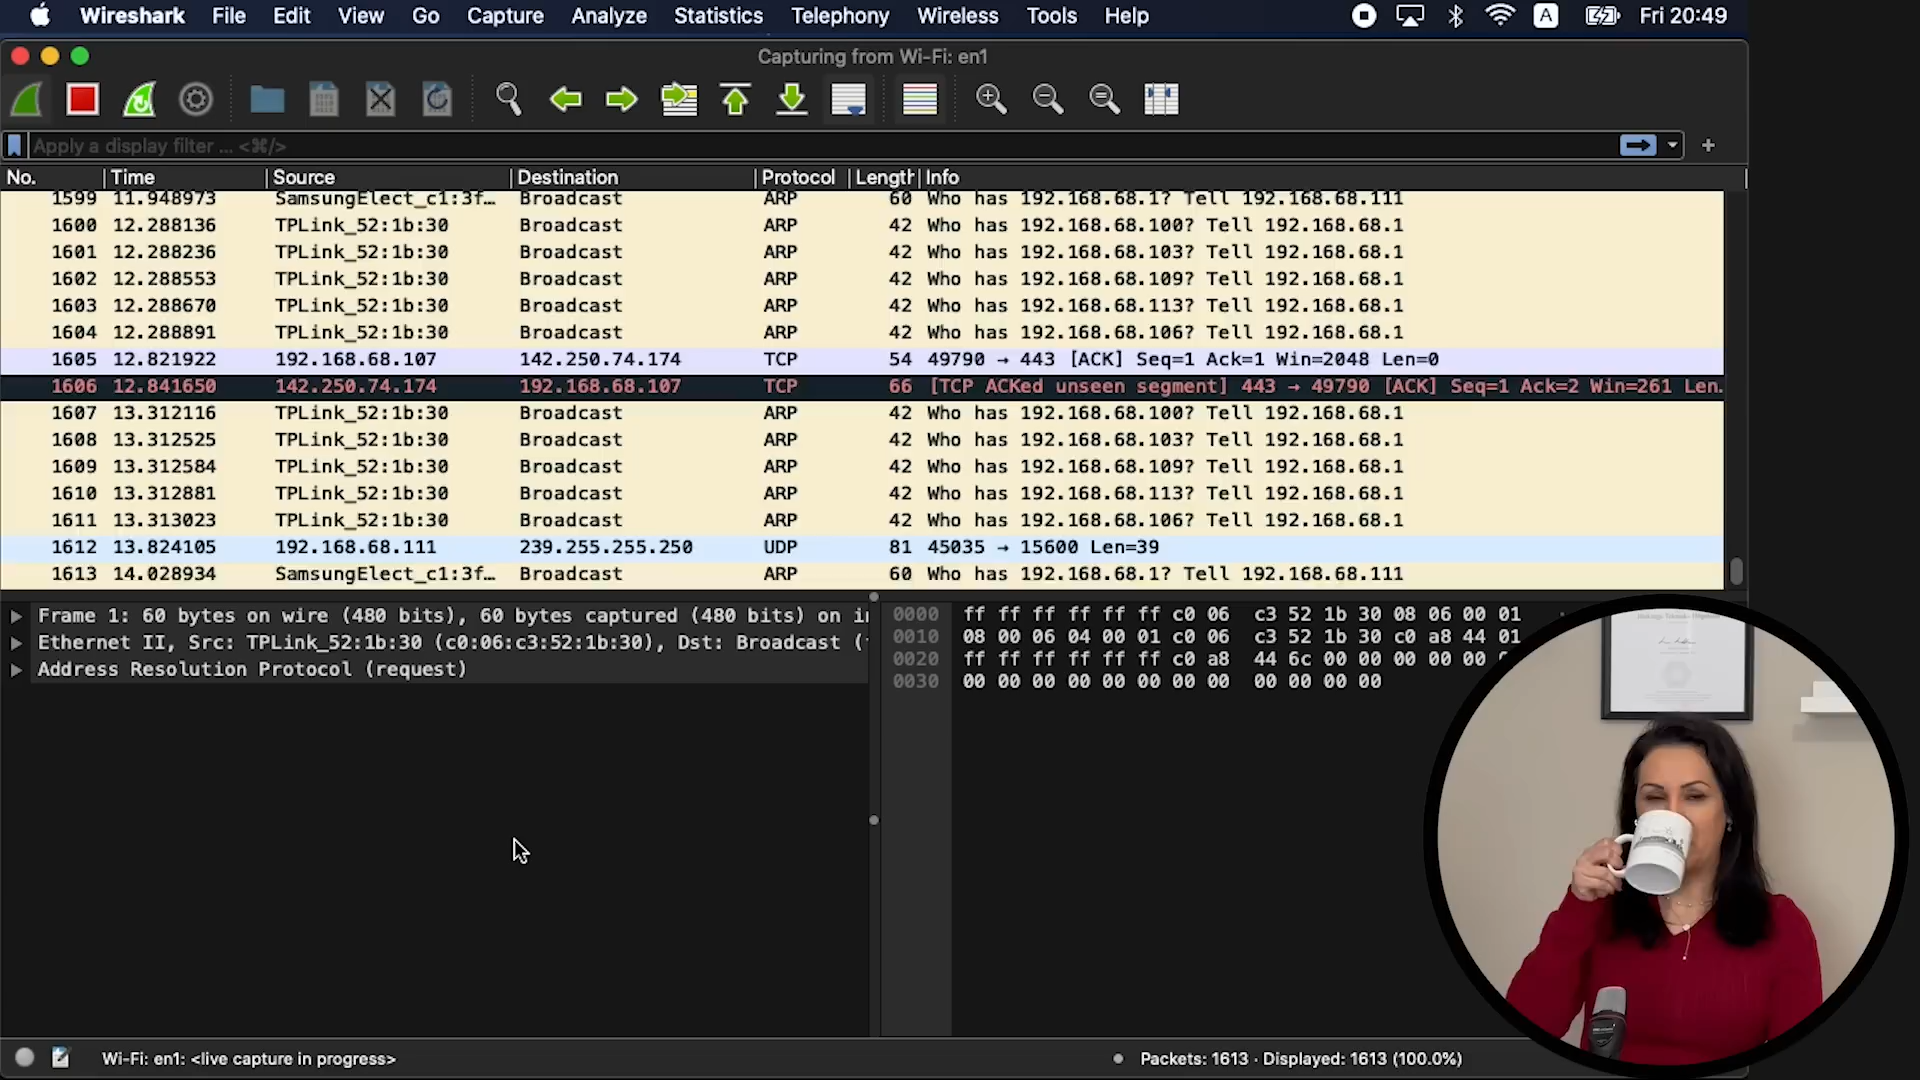 Wireshark File Edit View Go Capture Analyze Statistics Telephony Wireless Tools Help A Fri 20:49
Capturing from Wi-Fi: en1
Apply a display filter ... <⌘/>
No. Time Source Destination Protocol Length Info
1599 11.948973 SamsungElect_c1:3f… Broadcast ARP 60 Who has 192.168.68.1? Tell 192.168.68.111
1600 12.288136 TPLink_52:1b:30 Broadcast ARP 42 Who has 192.168.68.100? Tell 192.168.68.1
1601 12.288236 TPLink_52:1b:30 Broadcast ARP 42 Who has 192.168.68.103? Tell 192.168.68.1
1602 12.288553 TPLink_52:1b:30 Broadcast ARP 42 Who has 192.168.68.109? Tell 192.168.68.1
1603 12.288670 TPLink_52:1b:30 Broadcast ARP 42 Who has 192.168.68.113? Tell 192.168.68.1
1604 12.288891 TPLink_52:1b:30 Broadcast ARP 42 Who has 192.168.68.106? Tell 192.168.68.1
1605 12.821922 192.168.68.107 142.250.74.174 TCP 54 49790 → 443 [ACK] Seq=1 Ack=1 Win=2048 Len=0
1606 12.841650 142.250.74.174 192.168.68.107 TCP 66 [TCP ACKed unseen segment] 443 → 49790 [ACK] Seq=1 Ack=2 Win=261 Len…
1607 13.312116 TPLink_52:1b:30 Broadcast ARP 42 Who has 192.168.68.100? Tell 192.168.68.1
1608 13.312525 TPLink_52:1b:30 Broadcast ARP 42 Who has 192.168.68.103? Tell 192.168.68.1
1609 13.312584 TPLink_52:1b:30 Broadcast ARP 42 Who has 192.168.68.109? Tell 192.168.68.1
1610 13.312881 TPLink_52:1b:30 Broadcast ARP 42 Who has 192.168.68.113? Tell 192.168.68.1
1611 13.313023 TPLink_52:1b:30 Broadcast ARP 42 Who has 192.168.68.106? Tell 192.168.68.1
1612 13.824105 192.168.68.111 239.255.255.250 UDP 81 45035 → 15600 Len=39
1613 14.028934 SamsungElect_c1:3f… Broadcast ARP 60 Who has 192.168.68.1? Tell 192.168.68.111
Frame 1: 60 bytes on wire (480 bits), 60 bytes captured (480 bits) on
Ethernet II, Src: TPLink_52:1b:30 (c0:06:c3:52:1b:30), Dst: Broadcast (
Address Resolution Protocol (request)
0000 ff ff ff ff ff ff c0 06 c3 52 1b 30 08 06 00 01
0010 08 00 06 04 00 01 c0 06 c3 52 1b 30 c0 a8 44 01
0020 ff ff ff ff ff ff c0 a8 44 6c 00 00 00 00 00
0030 00 00 00 00 00 00 00 00 00 00 00 00
Wi-Fi: en1: <live capture in progress>
Packets: 1613 · Displayed: 1613 (100.0%)